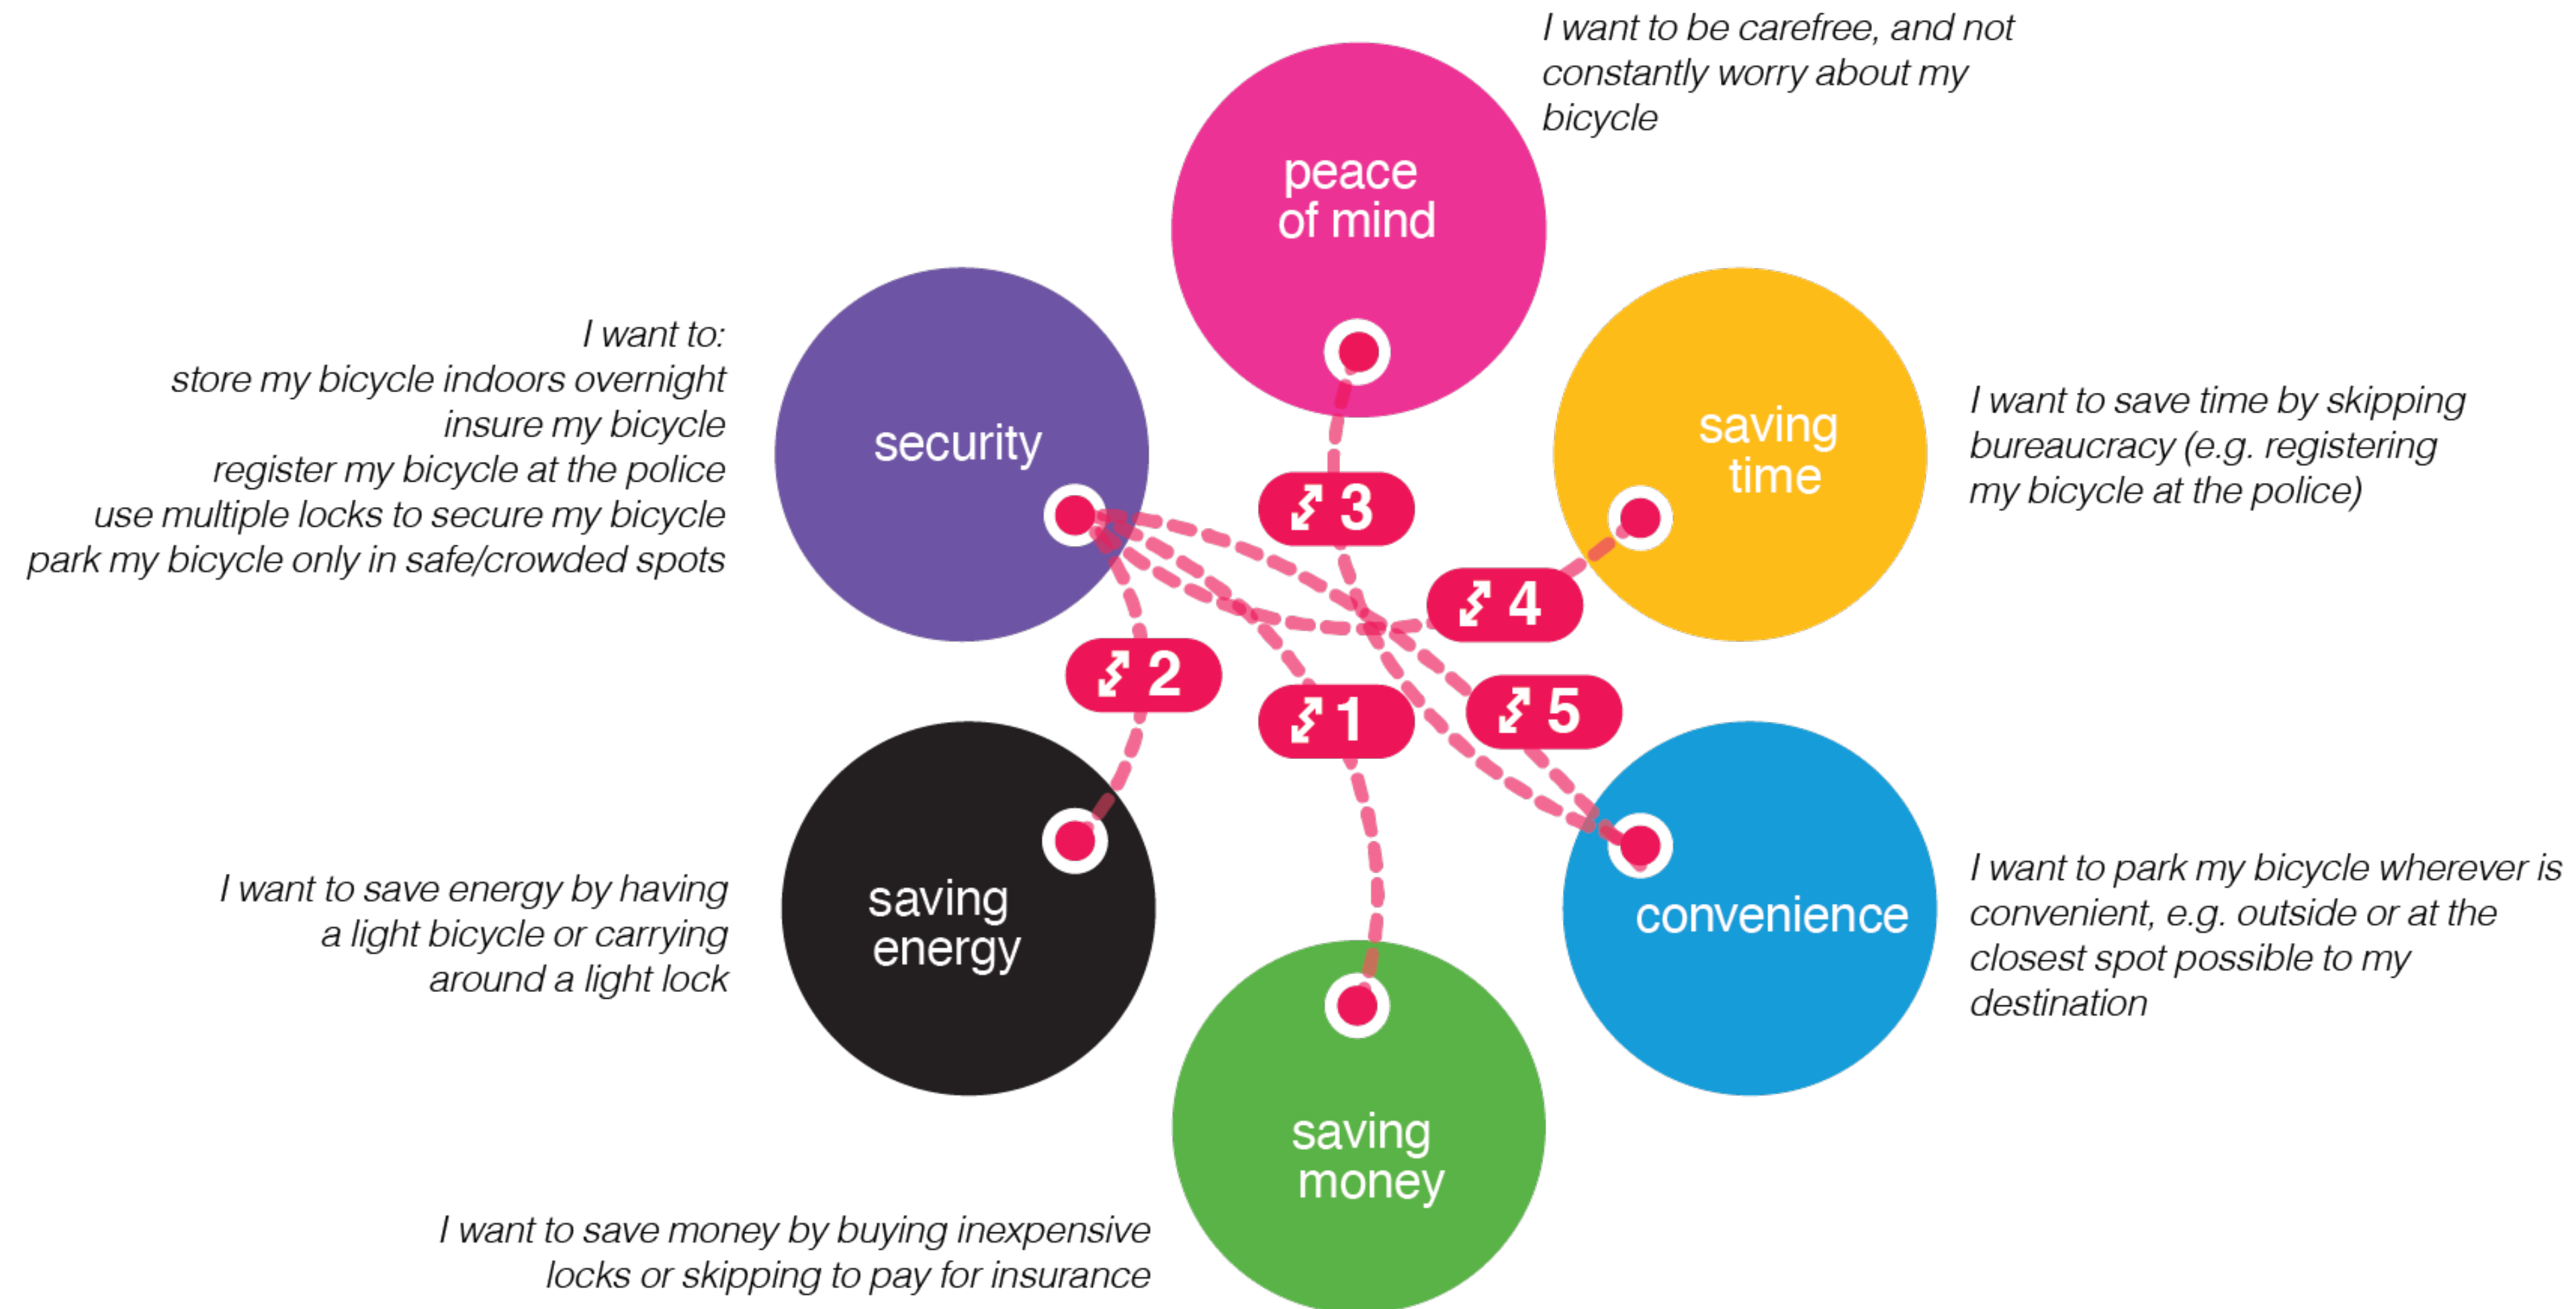 I want to be carefree, and not
constantly worry about my
bicycle
peace
of mind
I want to:
store my bicycle indoors overnight
insure my bicycle
register my bicycle at the police
use multiple locks to secure my bicycle
park my bicycle only in safe/crowded spots
security
saving
time
I want to save time by skipping
bureaucracy (e.g. registering
my bicycle at the police)
3
4
2
1
5
I want to save energy by having
a light bicycle or carrying
around a light lock
saving
energy
convenience
I want to park my bicycle wherever is
convenient, e.g. outside or at the
closest spot possible to my
destination
saving
money
I want to save money by buying inexpensive
locks or skipping to pay for insurance